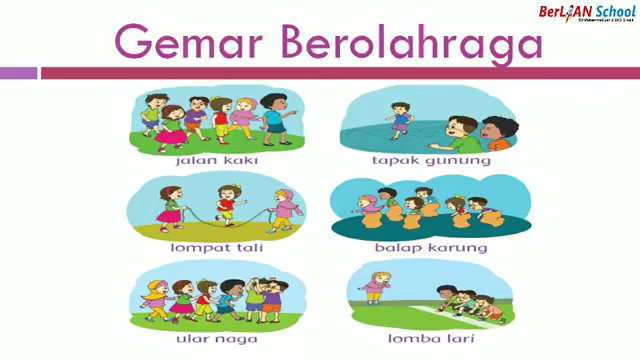 BERLIAN School
Gemar Berolahraga
jalan kaki
tapak gunung
lompat tali
balap karung
ular naga
lomba lari